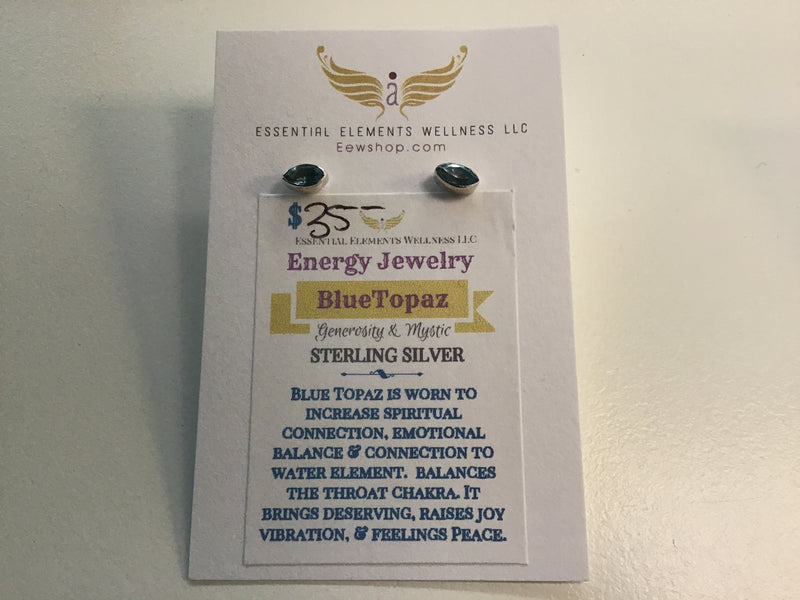 a
ESSENTIAL ELEMENTS WELLNESS LLC
Eewshop.com
$35-
ESSENTIAL ELEMENTS WELLNESS LLC
Energy Jewelry
BlueTopaz
Generosity & Mystic
STERLING SILVER
BLUE TOPAZ IS WORN TO
INCREASE SPIRITUAL
CONNECTION, EMOTIONAL
BALANCE & CONNECTION TO
WATER ELEMENT. BALANCES
THE THROAT CHAKRA. IT
BRINGS DESERVING, RAISES JOY
VIBRATION, & FEELINGS PEACE.